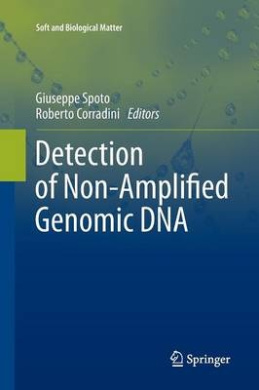 Soft and Biological Matter
Giuseppe Spoto
Roberto Corradini Editors
Detection
of Non-Amplified
Genomic DNA
Springer